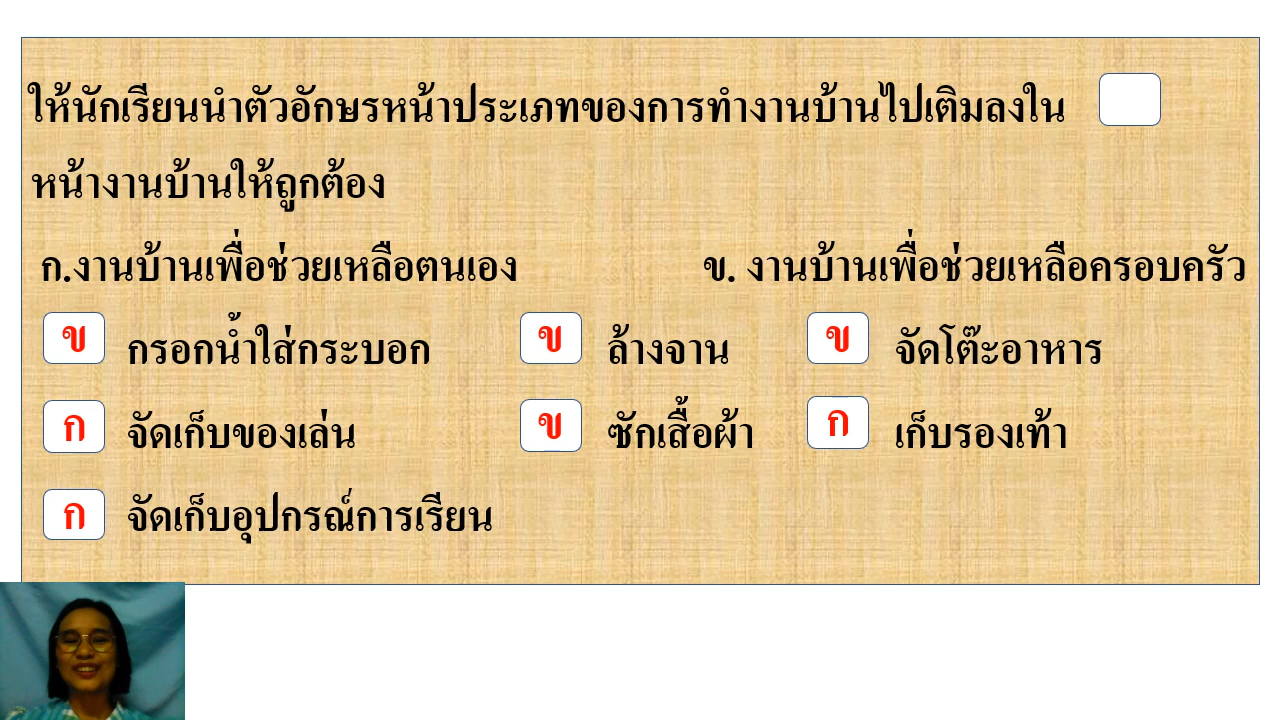 ให้นักเรียนนำตัวอักษรหน้าประเภทของการทำงานบ้านไปเติมลงใน
หน้างานบ้านให้ถูกต้อง
ก.งานบ้านเพื่อช่วยเหลือตนเอง ข. งานบ้านเพื่อช่วยเหลือครอบครัว
ข กรอกน้ำใส่กระบอก ข ล้างจาน ข จัดโต๊ะอาหาร
ก จัดเก็บของเล่น ข ซักเสื้อผ้า ก เก็บรองเท้า
ก จัดเก็บอุปกรณ์การเรียน